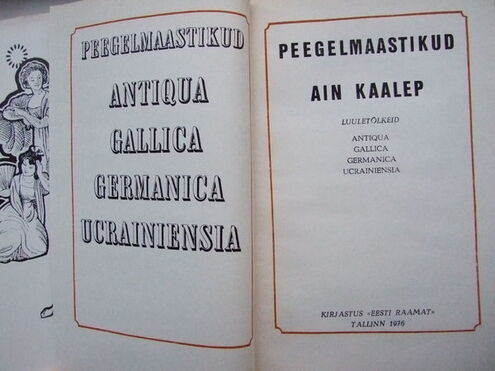 PEEGELMAASTIKUD
ANTIQUA
GALLICA
GERMANICA
UCRAINIENSIA
PEEGELMAASTIKUD
AIN KAALEP
LUULETÕLKEID
ANTIQUA
GALLICA
GERMANICA
UCRAINIENSIA
KIRJASTUS «EESTI RAAMAT»
TALLINN 1976